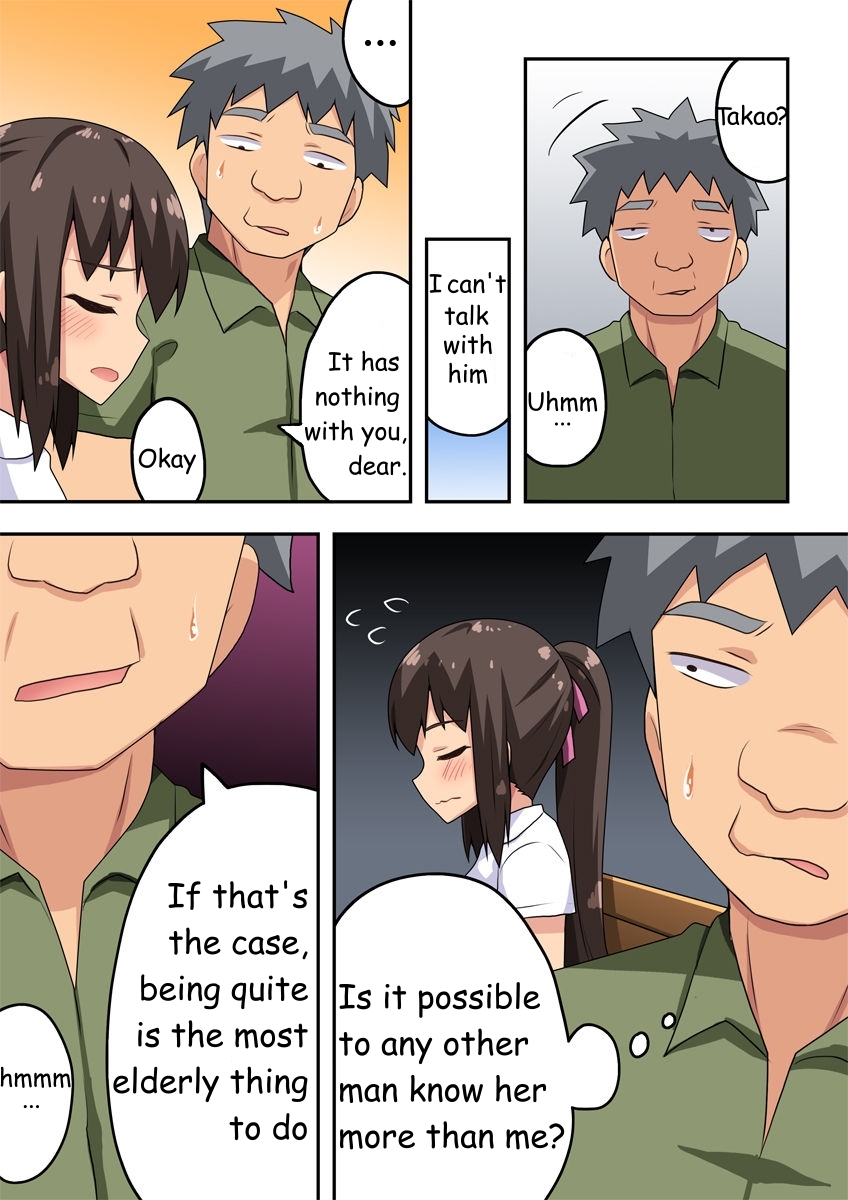 Takao?
Uhmm
...
I can't
talk
with
him
...
It has
nothing
with you,
dear.
Okay
Is it possible
to any other
man know her
more than me?
If that's
the case,
being quite
is the most
elderly thing
to do
hmmm
...